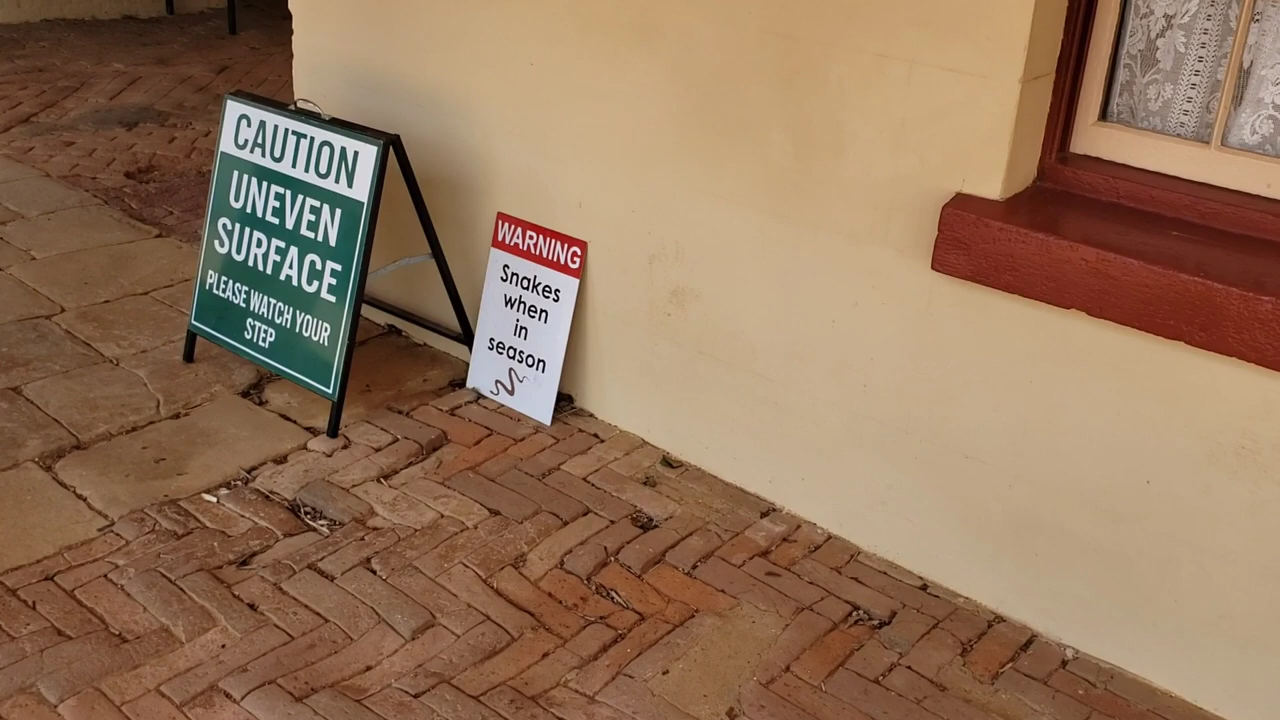 CAUTION
UNEVEN
SURFACE
PLEASE WATCH YOUR
STEP
WARNING
Snakes
when
in
season